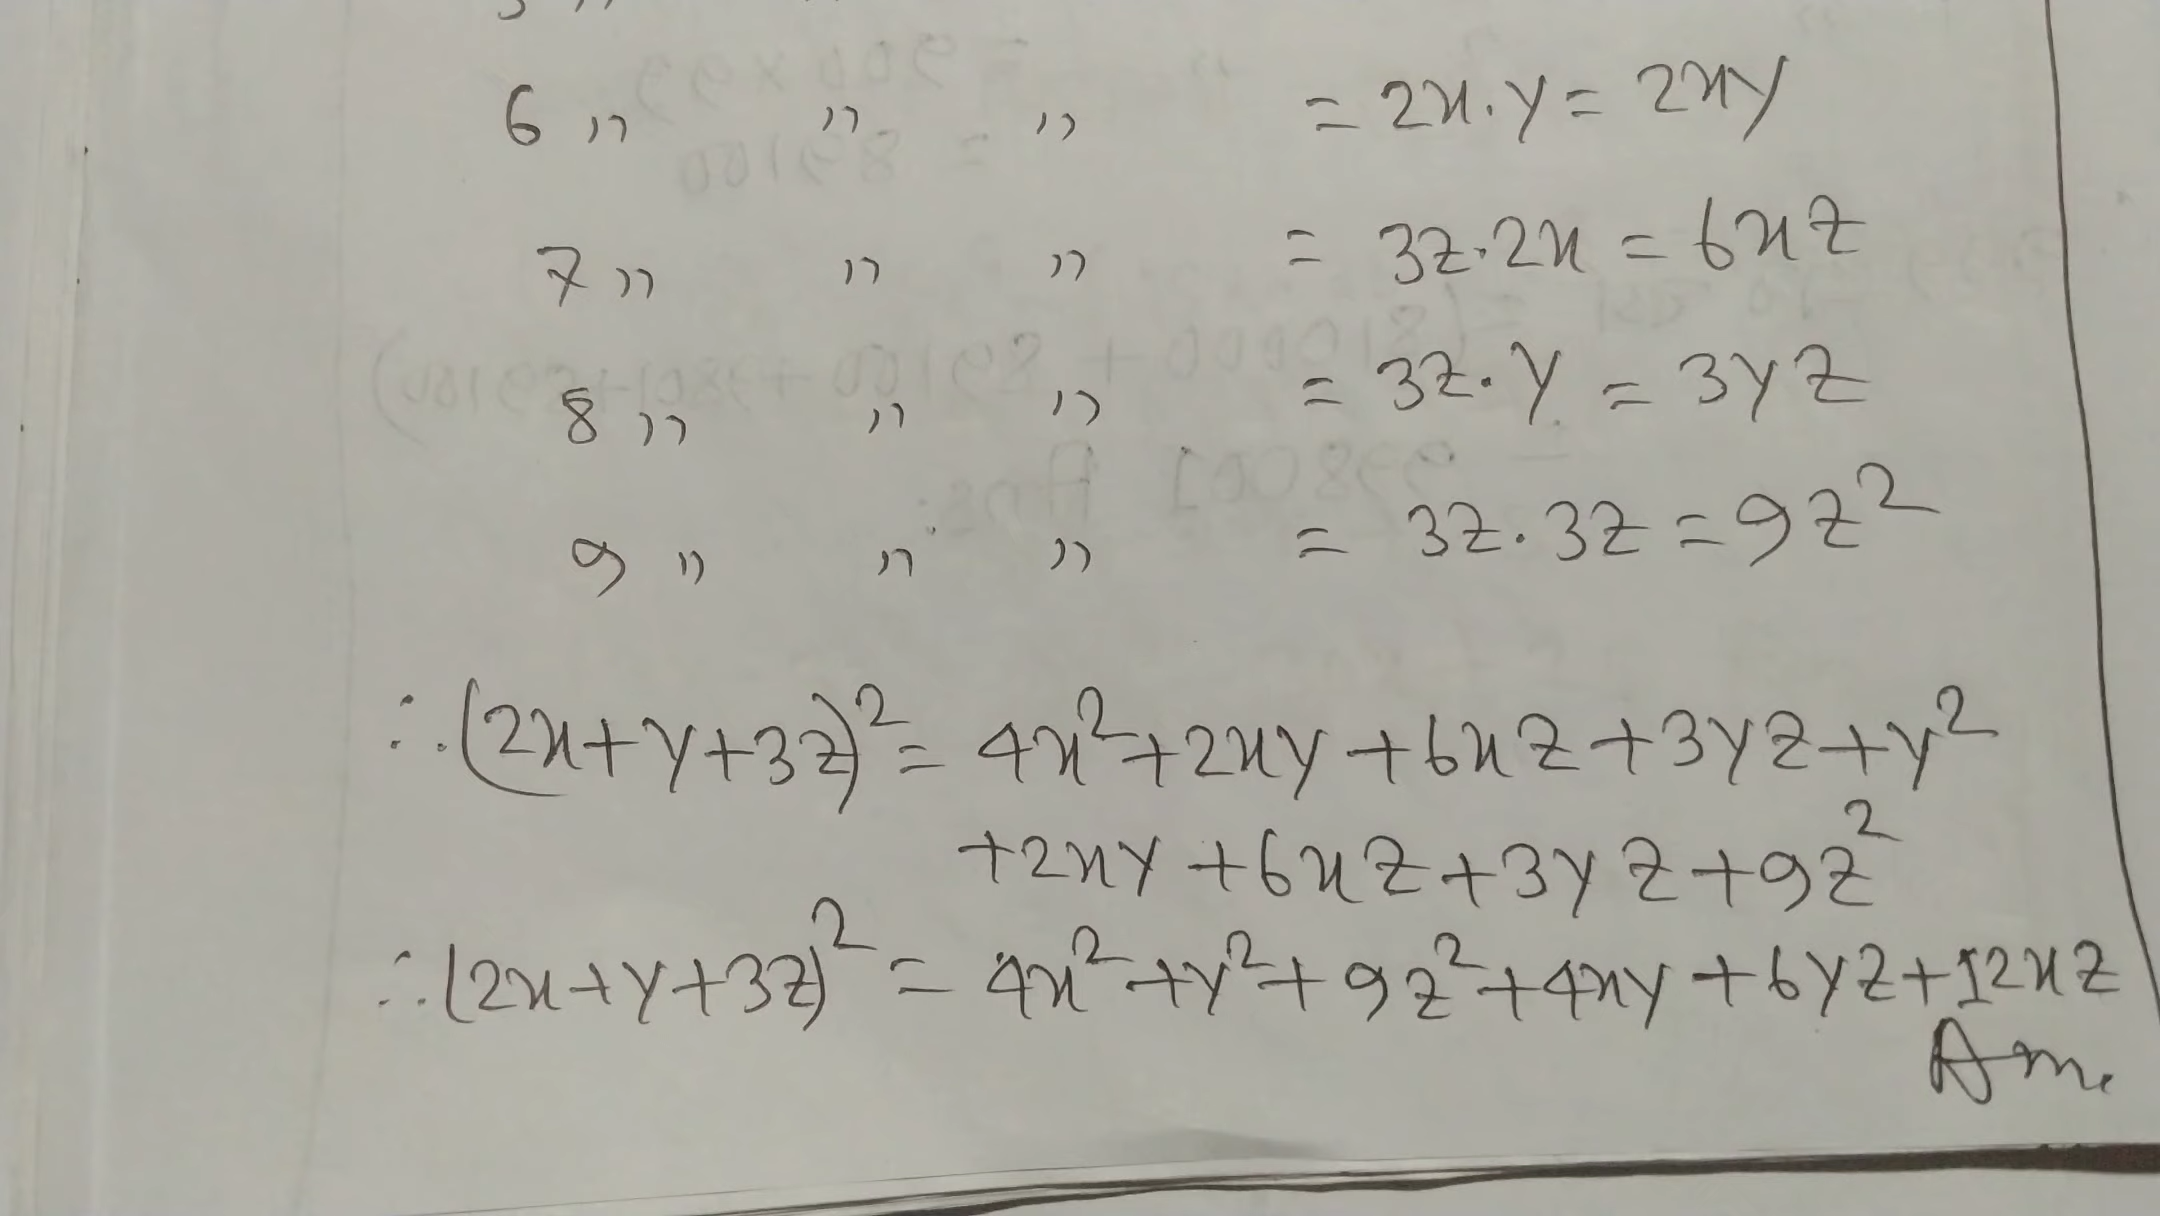 6 ,, ,, ,, = 2x.y = 2xy
7 ,, ,, ,, = 3z.2x = 6xz
8 ,, ,, ,, = 3z.y = 3yz
9 ,, ,, ,, = 3z.3z = 9z²
∴ (2x+y+3z)² = 4x²+2xy+6xz+3yz+y²
+2xy+6xz+3yz+9z²
∴ (2x+y+3z)² = 4x²+y²+9z²+4xy+6yz+12xz
Ans.